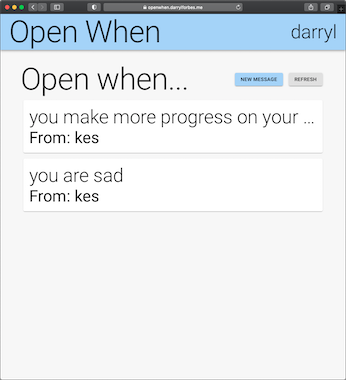 openwhen.darrylforbes.me
Open When
darryl
Open when...
NEW MESSAGE
REFRESH
you make more progress on your ...
From: kes
you are sad
From: kes